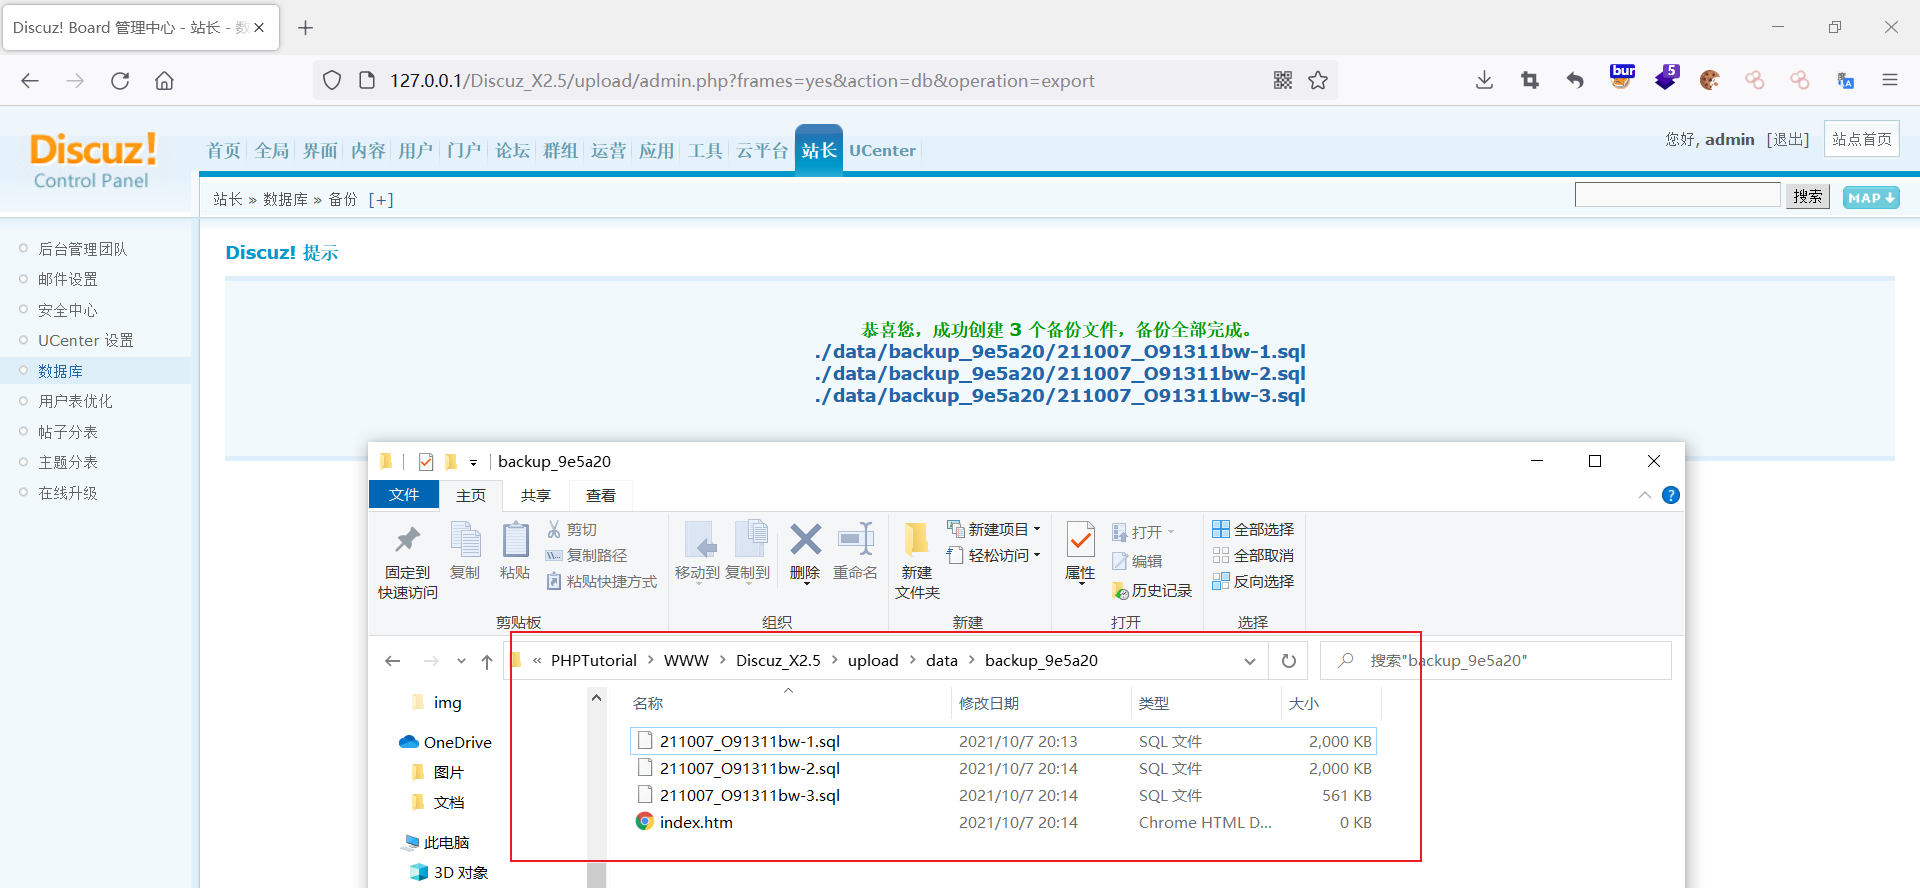 Discuz! Board 管理中心 - 站长 - 数
127.0.0.1/Discuz_X2.5/upload/admin.php?frames=yes&action=db&operation=export
bur
5
Discuz!
Control Panel
首页 全局 界面 内容 用户 门户 论坛 群组 运营 应用 工具 云平台 站长 UCenter
您好, admin [退出] 站点首页
站长 » 数据库 » 备份 [+]
搜索 MAP
后台管理团队
邮件设置
安全中心
UCenter 设置
数据库
用户表优化
帖子分表
主题分表
在线升级
Discuz! 提示
恭喜您，成功创建 3 个备份文件，备份全部完成。
./data/backup_9e5a20/211007_O91311bw-1.sql
./data/backup_9e5a20/211007_O91311bw-2.sql
./data/backup_9e5a20/211007_O91311bw-3.sql
backup_9e5a20
文件 主页 共享 查看
固定到
快速访问
复制
粘贴
剪切
复制路径
粘贴快捷方式
剪贴板
移动到 复制到 删除 重命名
组织
新建
文件夹
新建项目
轻松访问
新建
属性
打开
编辑
历史记录
打开
全部选择
全部取消
反向选择
选择
« PHPTutorial › WWW › Discuz_X2.5 › upload › data › backup_9e5a20
搜索"backup_9e5a20"
img
OneDrive
图片
文档
此电脑
3D 对象
名称 修改日期 类型 大小
211007_O91311bw-1.sql 2021/10/7 20:13 SQL 文件 2,000 KB
211007_O91311bw-2.sql 2021/10/7 20:14 SQL 文件 2,000 KB
211007_O91311bw-3.sql 2021/10/7 20:14 SQL 文件 561 KB
index.htm 2021/10/7 20:14 Chrome HTML D... 0 KB